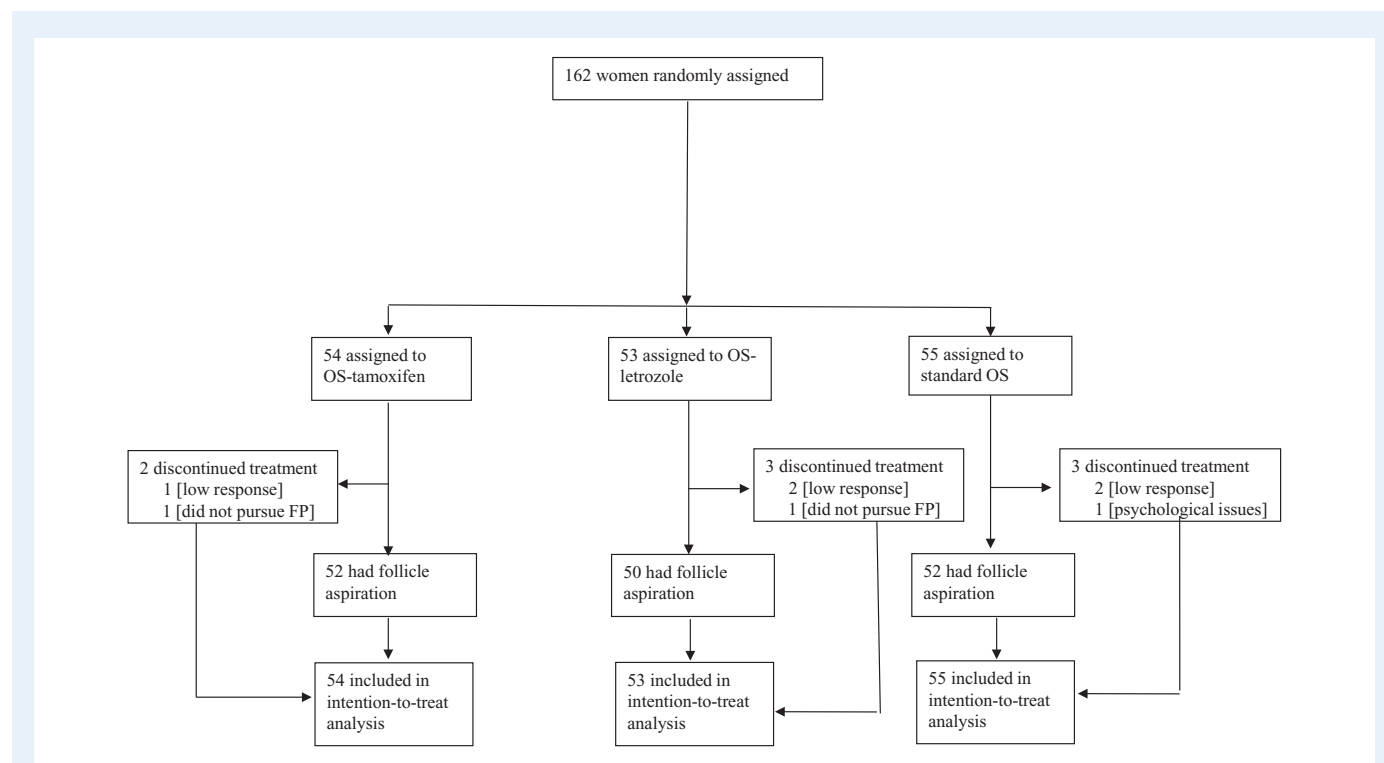 162 women randomly assigned
54 assigned to
OS-tamoxifen
53 assigned to OS-
letrozole
55 assigned to
standard OS
2 discontinued treatment
1 [low response]
1 [did not pursue FP]
3 discontinued treatment
2 [low response]
1 [did not pursue FP]
3 discontinued treatment
2 [low response]
1 [psychological issues]
52 had follicle
aspiration
50 had follicle
aspiration
52 had follicle
aspiration
54 included in
intention-to-treat
analysis
53 included in
intention-to-treat
analysis
55 included in
intention-to-treat
analysis